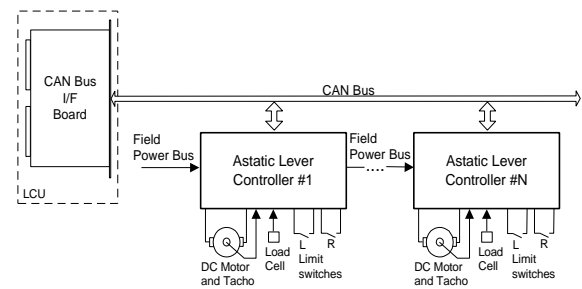 CAN Bus
I/F
Board
LCU
CAN Bus
Field
Power Bus
Astatic Lever
Controller #1
Field
Power Bus
....
Astatic Lever
Controller #N
DC Motor
and Tacho
Load
Cell
L
R
Limit
switches
DC Motor
and Tacho
Load
Cell
L
R
Limit
switches